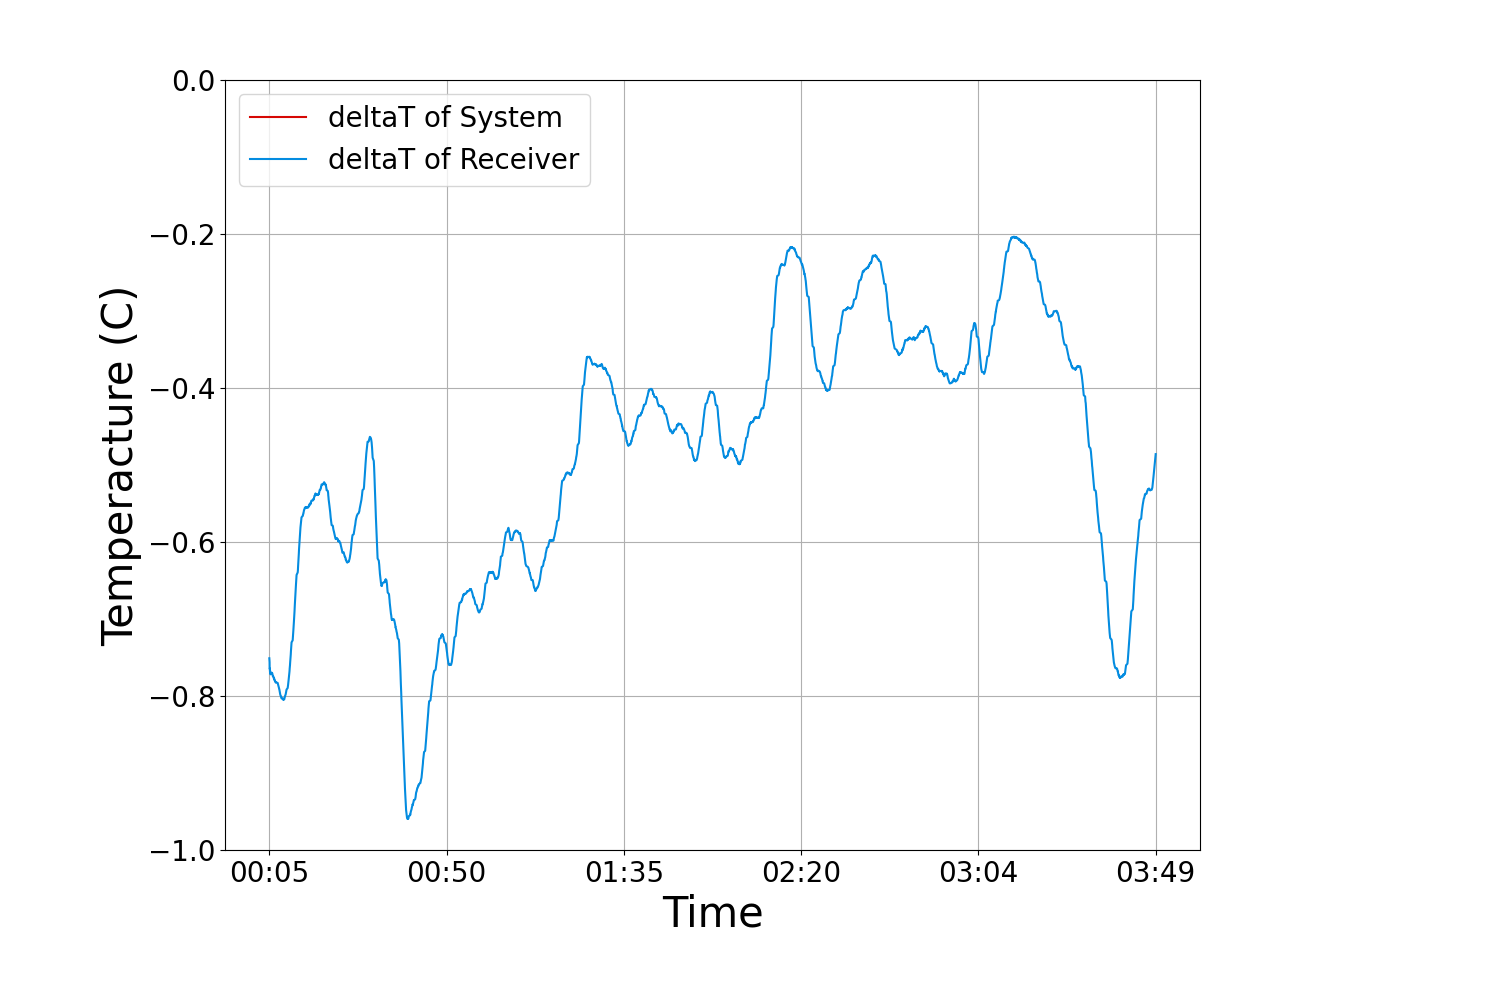 0.0
deltaT of System
deltaT of Receiver
−0.2
−0.4
−0.6
−0.8
−1.0
Temperacture (C)
00:05 00:50 01:35 02:20 03:04 03:49
Time